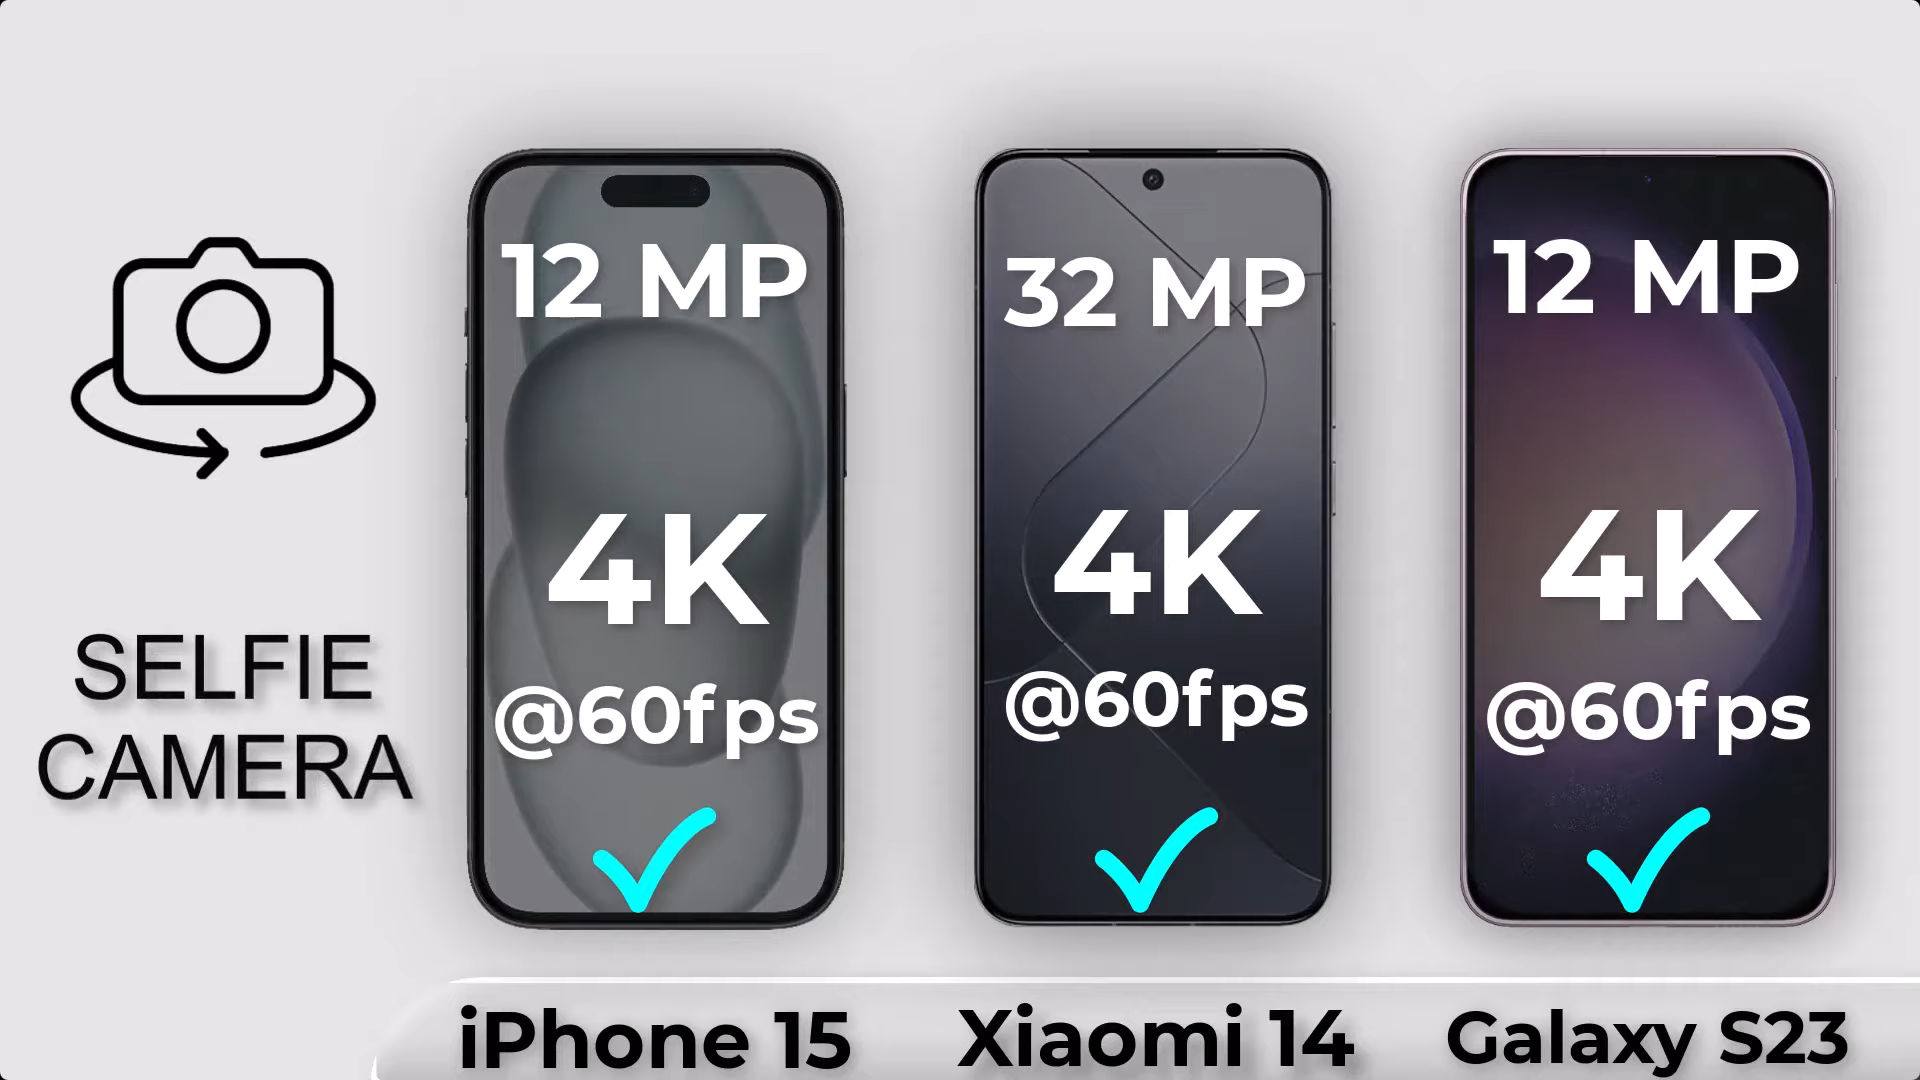 SELFIE
CAMERA
12 MP
4K
@60fps
iPhone 15
32 MP
4K
@60fps
Xiaomi 14
12 MP
4K
@60fps
Galaxy S23